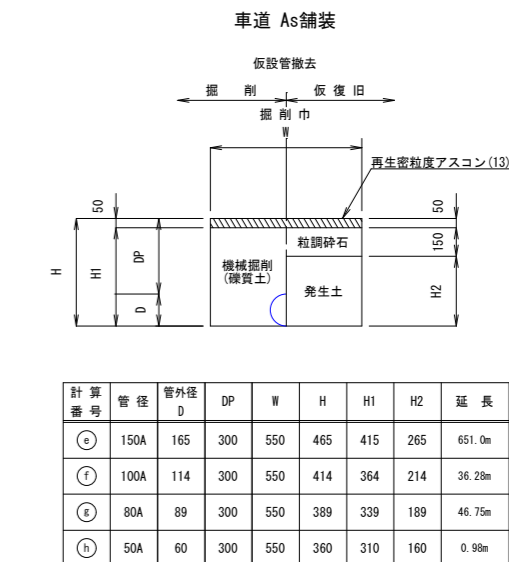 車道 As舗装
仮設管撤去
掘 削 仮 復 旧
掘 削 巾
W
再生密粒度アスコン(13)
50 50
粒調砕石 150
機械掘削
(礫質土)
発生土
H H1 DP D H2
計 算
番 号 管 径 管外径
D DP W H H1 H2 延 長
e 150A 165 300 550 465 415 265 651.0m
f 100A 114 300 550 414 364 214 36.28m
g 80A 89 300 550 389 339 189 46.75m
h 50A 60 300 550 360 310 160 0.98m